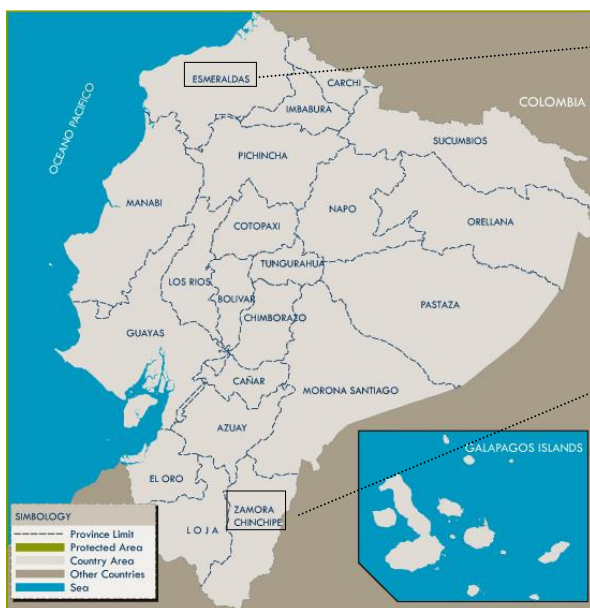 ESMERALDAS
CARCHI
IMBABURA
COLOMBIA
OCEANO PACIFICO
SUCUMBIOS
PICHINCHA
MANABI
NAPO
ORELLANA
COTOPAXI
TUNGURAHUA
LOS RIOS
BOLIVAR
PASTAZA
CHIMBORAZO
GUAYAS
CAÑAR
MORONA SANTIAGO
AZUAY
GALAPAGOS ISLANDS
EL ORO
ZAMORA
CHINCHIPE
LOJA
SIMBOLOGY
Province Limit
Protected Area
Country Area
Other Countries
Sea